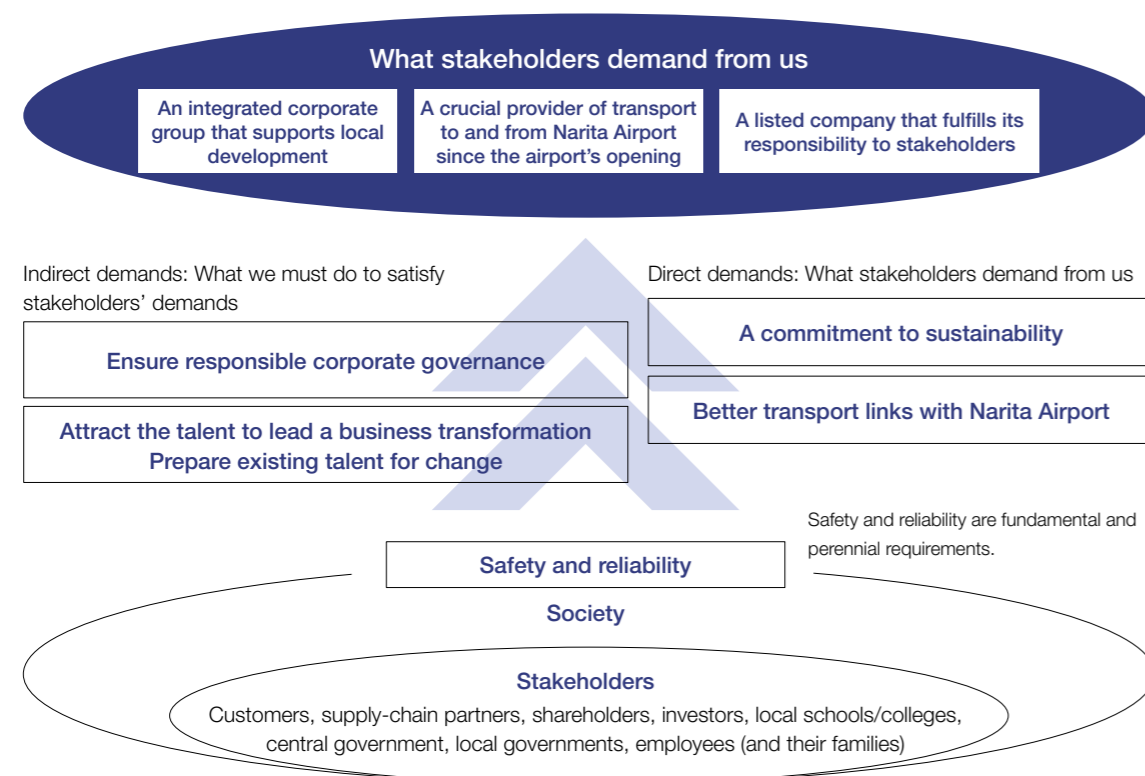 What stakeholders demand from us
An integrated corporate
group that supports local
development
A crucial provider of transport
to and from Narita Airport
since the airport’s opening
A listed company that fulfills its
responsibility to stakeholders
Indirect demands: What we must do to satisfy
stakeholders’ demands
Ensure responsible corporate governance
Attract the talent to lead a business transformation
Prepare existing talent for change
Direct demands: What stakeholders demand from us
A commitment to sustainability
Better transport links with Narita Airport
Safety and reliability are fundamental and
perennial requirements.
Safety and reliability
Society
Stakeholders
Customers, supply-chain partners, shareholders, investors, local schools/colleges,
central government, local governments, employees (and their families)